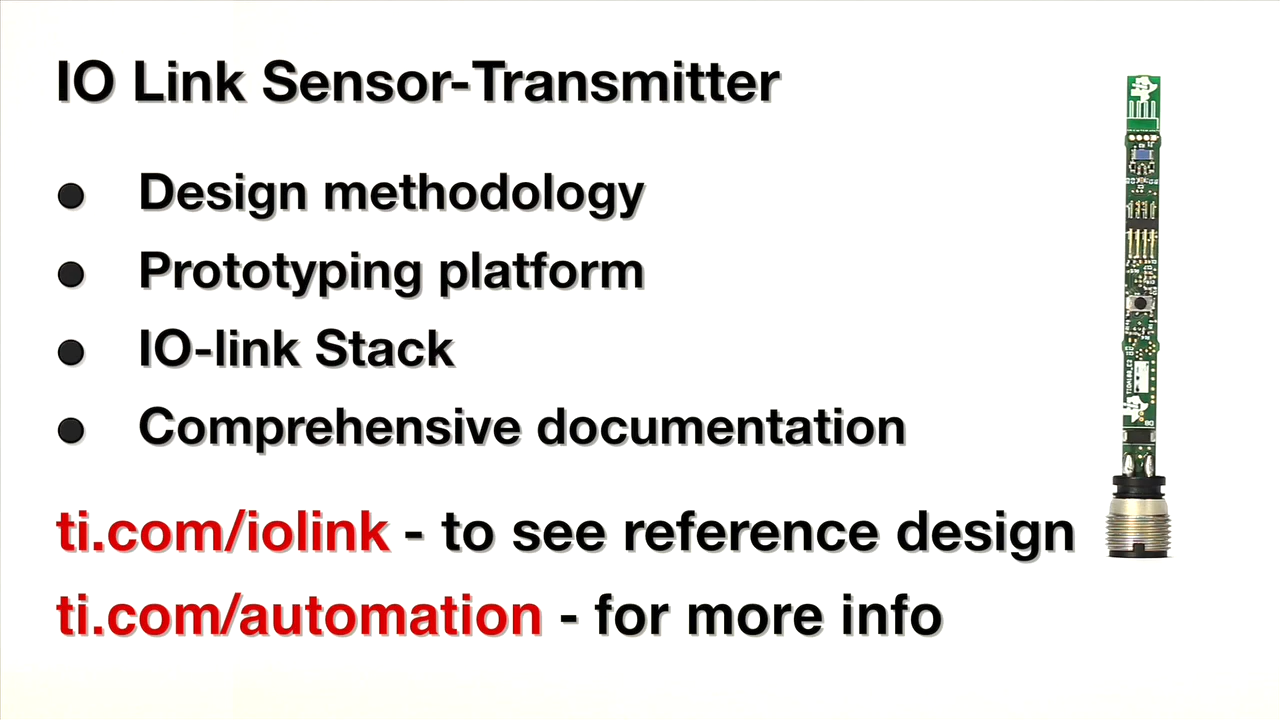 IO Link Sensor-Transmitter
● Design methodology
● Prototyping platform
● IO-link Stack
● Comprehensive documentation
ti.com/iolink - to see reference design
ti.com/automation - for more info